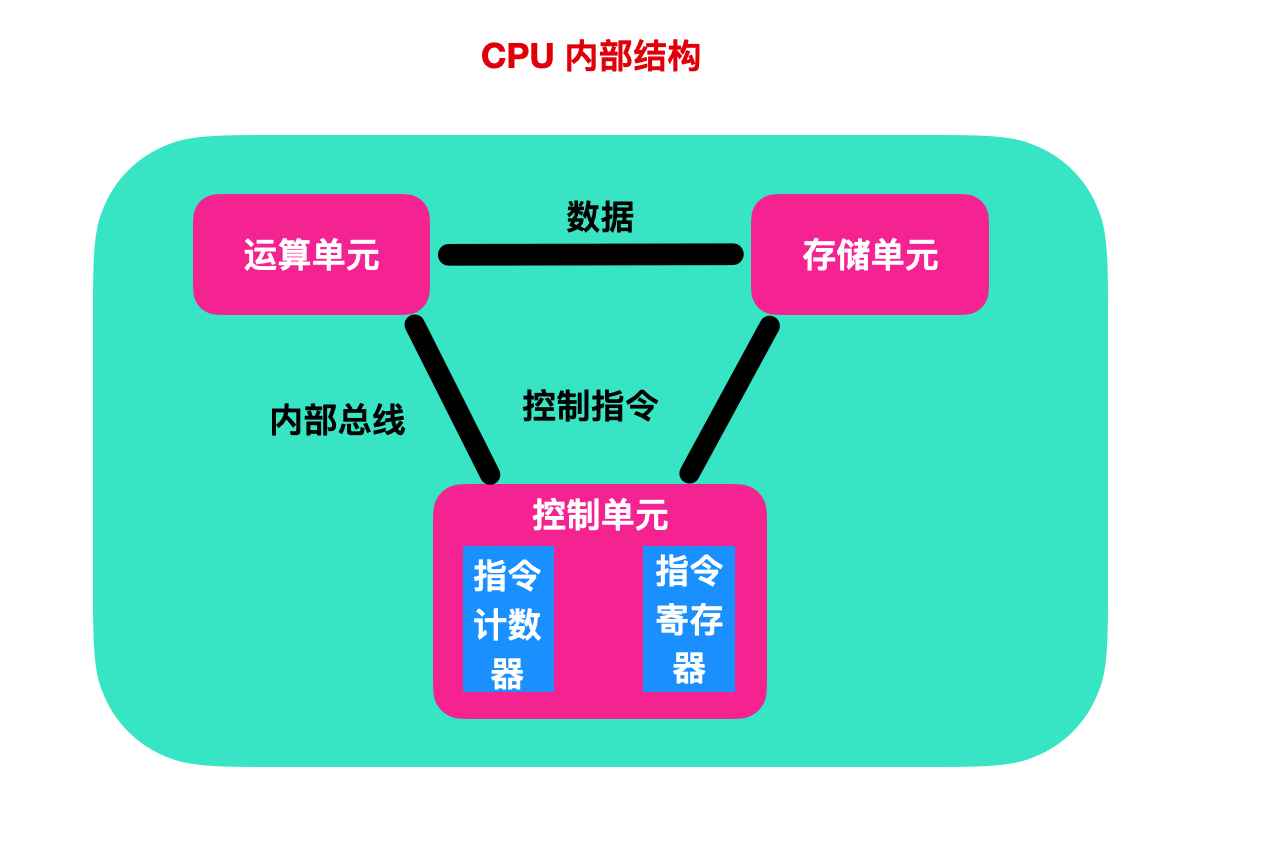 CPU 内部结构
数据
运算单元
存储单元
内部总线
控制指令
控制单元
指令
计数
器
指令
寄存
器